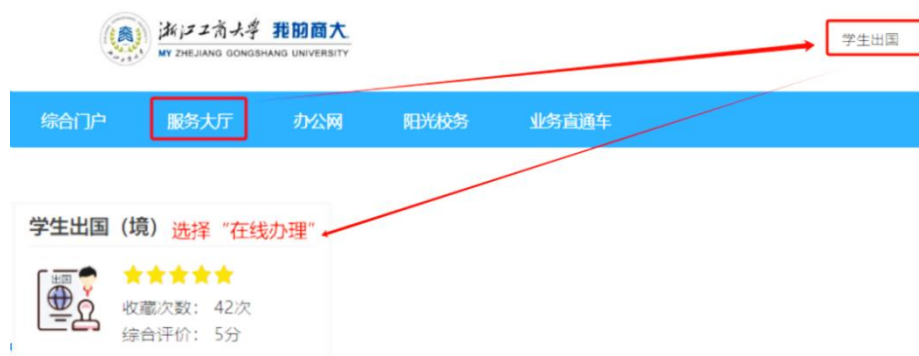 浙江工商大学 我的商大
MY ZHEJIANG GONGSHANG UNIVERSITY
学生出国
综合门户 服务大厅 办公网 阳光校务 业务直通车
学生出国（境） 选择“在线办理”
出国
收藏次数： 42次
综合评价： 5分